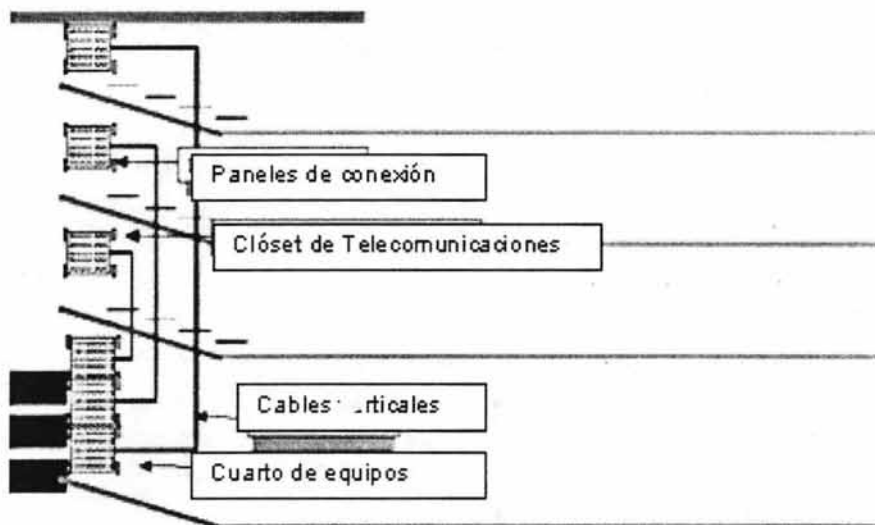 Paneles de conexión
Clóset de Telecomunicaciones
Cables
Cuarto de equipos